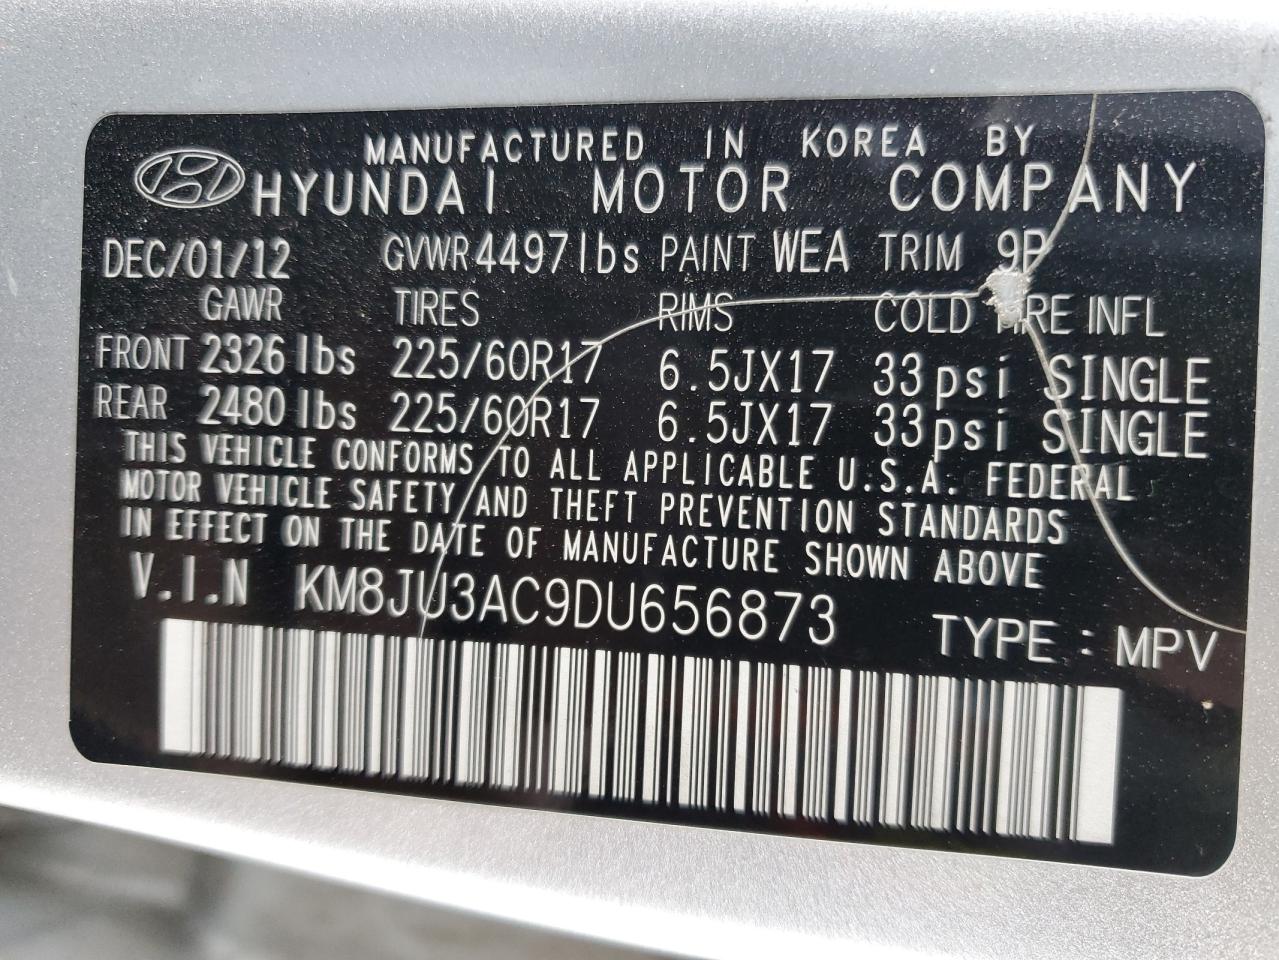 MANUFACTURED IN KOREA BY
HYUNDAI MOTOR COMPANY
DEC/01/12 GVWR 4497lbs PAINT WEA TRIM 9P
GAWR TIRES RIMS COLD TIRE INFL
FRONT 2326 lbs 225/60R17 6.5JX17 33psi SINGLE
REAR 2480 lbs 225/60R17 6.5JX17 33psi SINGLE
THIS VEHICLE CONFORMS TO ALL APPLICABLE U.S.A. FEDERAL
MOTOR VEHICLE SAFETY AND THEFT PREVENTION STANDARDS
IN EFFECT ON THE DATE OF MANUFACTURE SHOWN ABOVE
V.I.N KM8JU3AC9DU656873 TYPE : MPV